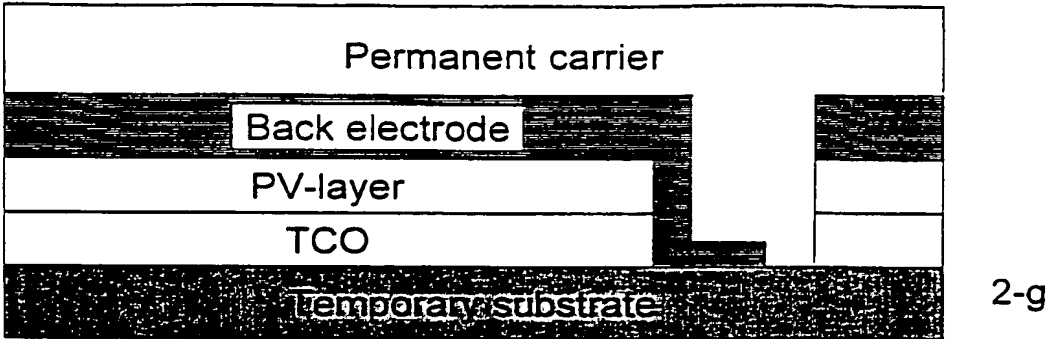 Permanent carrier
Back electrode
PV-layer
TCO
Temporary substrate
2-g